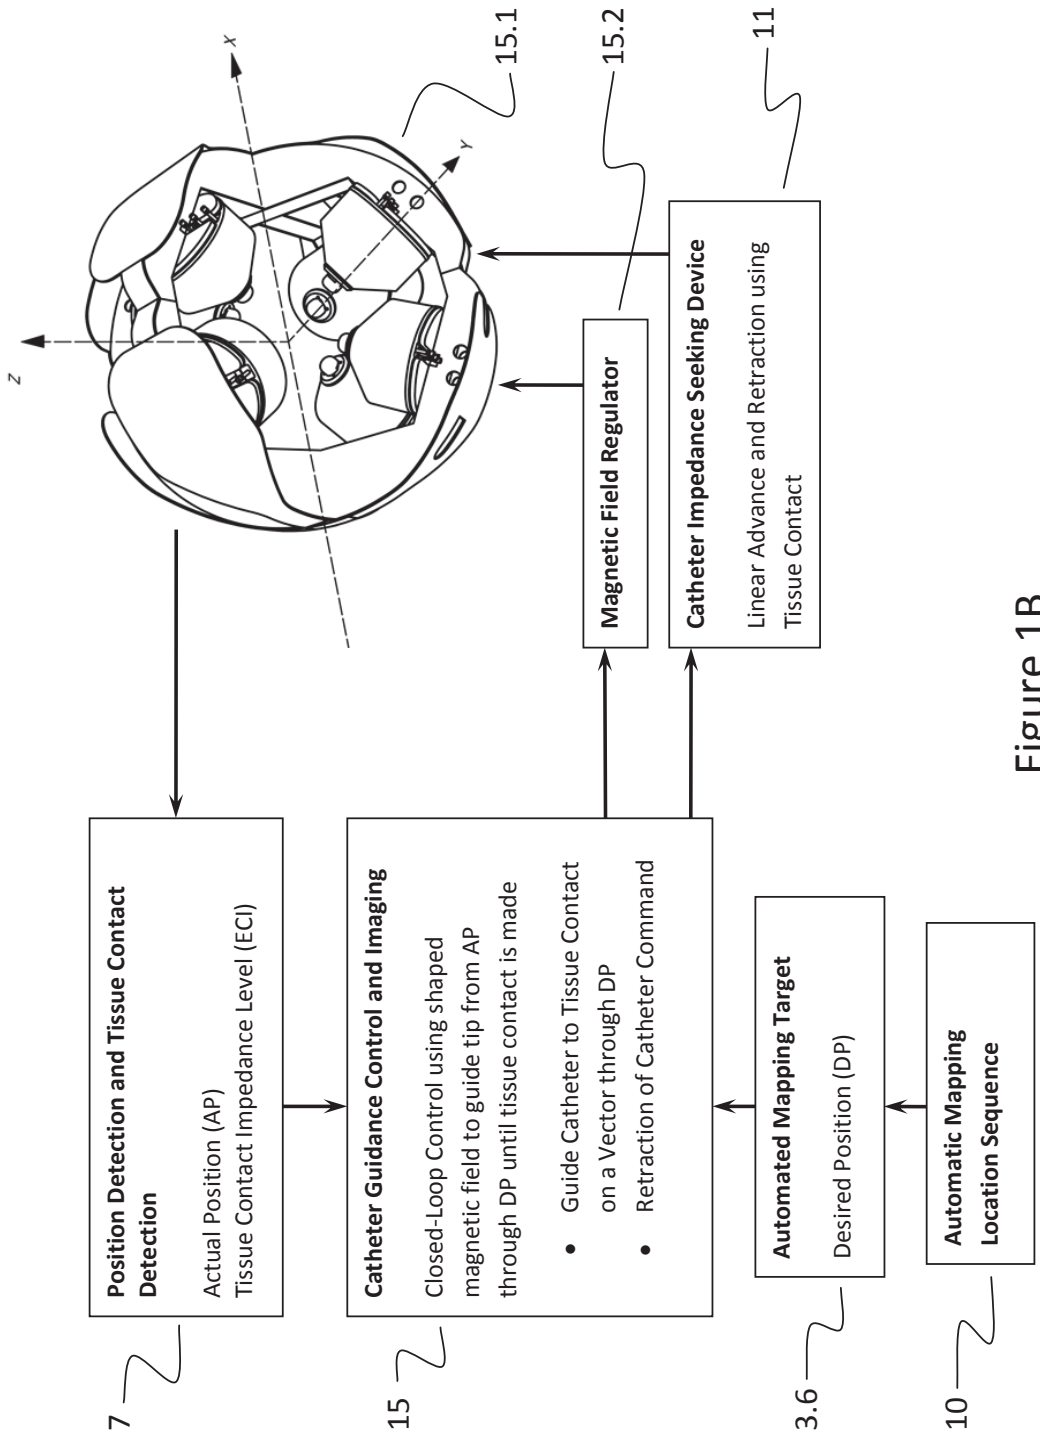 7
Position Detection and Tissue Contact
Detection
Actual Position (AP)
Tissue Contact Impedance Level (ECI)
Z
X
Y
15.1
15
Catheter Guidance Control and Imaging
Closed-Loop Control using shaped
magnetic field to guide tip from AP
through DP until tissue contact is made
• Guide Catheter to Tissue Contact
on a Vector through DP
• Retraction of Catheter Command
Magnetic Field Regulator
15.2
Catheter Impedance Seeking Device
Linear Advance and Retraction using
Tissue Contact
11
3.6
Automated Mapping Target
Desired Position (DP)
10
Automatic Mapping
Location Sequence
Figure 1B